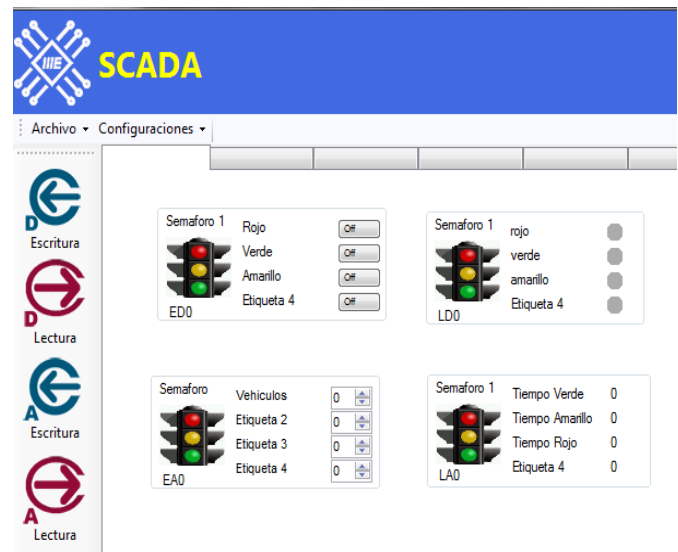 IIIE
SCADA
Archivo Configuraciones
D
Escritura
D
Lectura
A
Escritura
A
Lectura
Semaforo 1
Rojo Off
Verde Off
Amarillo Off
Etiqueta 4 Off
ED0
Semaforo 1
rojo
verde
amarillo
Etiqueta 4
LD0
Semaforo
Vehiculos 0
Etiqueta 2 0
Etiqueta 3 0
Etiqueta 4 0
EA0
Semaforo 1
Tiempo Verde 0
Tiempo Amarillo 0
Tiempo Rojo 0
Etiqueta 4 0
LA0